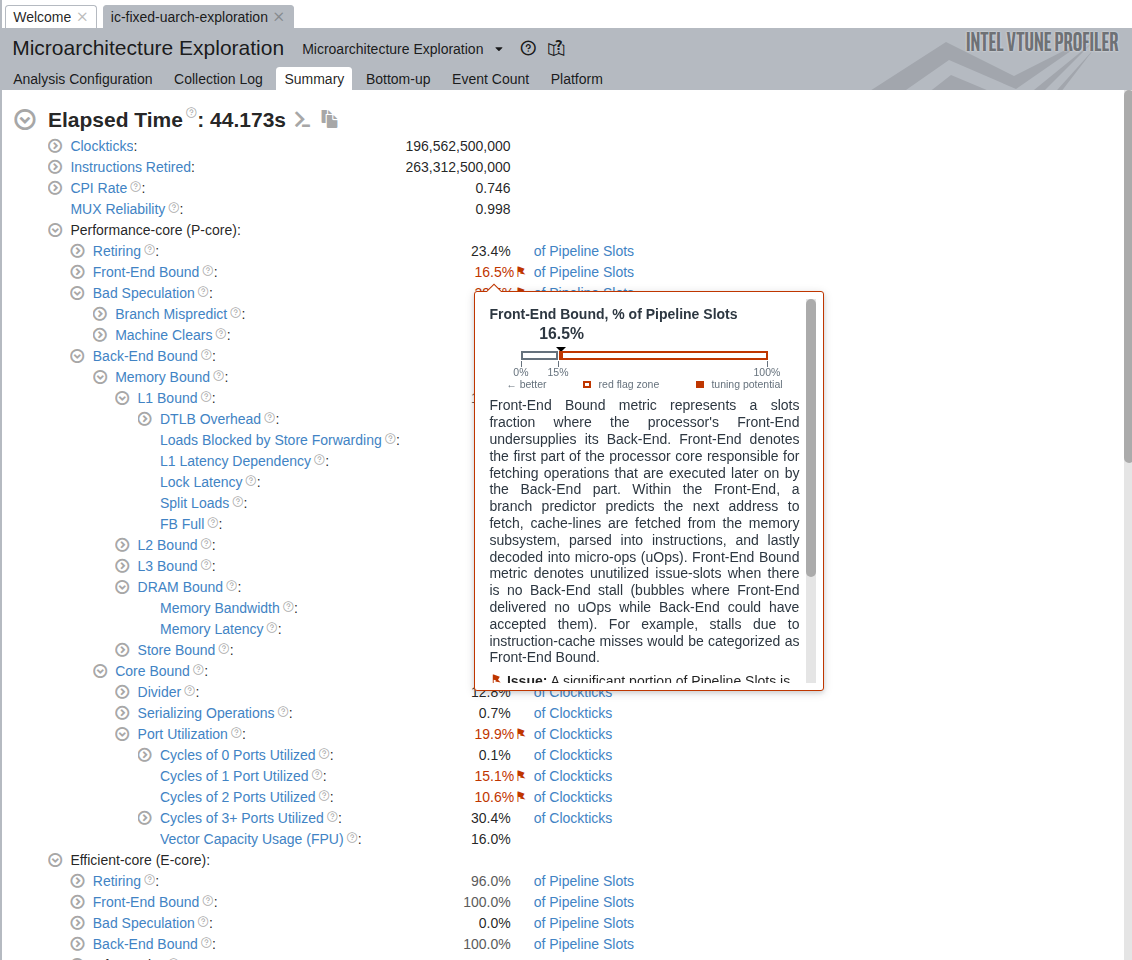 Welcome
ic-fixed-uarch-exploration
Microarchitecture Exploration Microarchitecture Exploration
INTEL VTUNE PROFILER
Analysis Configuration Collection Log Summary Bottom-up Event Count Platform
Elapsed Time: 44.173s
Clockticks: 196,562,500,000
Instructions Retired: 263,312,500,000
CPI Rate: 0.746
MUX Reliability: 0.998
Performance-core (P-core):
Retiring: 23.4% of Pipeline Slots
Front-End Bound: 16.5% of Pipeline Slots
Bad Speculation: of Pipeline Slots
Branch Mispredict:
Machine Clears:
Back-End Bound:
Memory Bound:
L1 Bound:
DTLB Overhead:
Loads Blocked by Store Forwarding:
L1 Latency Dependency:
Lock Latency:
Split Loads:
FB Full:
L2 Bound:
L3 Bound:
DRAM Bound:
Memory Bandwidth:
Memory Latency:
Store Bound:
Core Bound:
Divider: 12.8% of Clockticks
Serializing Operations: 0.7% of Clockticks
Port Utilization: 19.9% of Clockticks
Cycles of 0 Ports Utilized: 0.1% of Clockticks
Cycles of 1 Port Utilized: 15.1% of Clockticks
Cycles of 2 Ports Utilized: 10.6% of Clockticks
Cycles of 3+ Ports Utilized: 30.4% of Clockticks
Vector Capacity Usage (FPU): 16.0%
Efficient-core (E-core):
Retiring: 96.0% of Pipeline Slots
Front-End Bound: 100.0% of Pipeline Slots
Bad Speculation: 0.0% of Pipeline Slots
Back-End Bound: 100.0% of Pipeline Slots
Front-End Bound, % of Pipeline Slots
16.5%
0% 15% 100%
← better red flag zone tuning potential
Front-End Bound metric represents a slots
fraction where the processor's Front-End
undersupplies its Back-End. Front-End denotes
the first part of the processor core responsible for
fetching operations that are executed later on by
the Back-End part. Within the Front-End, a
branch predictor predicts the next address to
fetch, cache-lines are fetched from the memory
subsystem, parsed into instructions, and lastly
decoded into micro-ops (uOps). Front-End Bound
metric denotes unutilized issue-slots when there
is no Back-End stall (bubbles where Front-End
delivered no uOps while Back-End could have
accepted them). For example, stalls due to
instruction-cache misses would be categorized as
Front-End Bound.
Issue: A significant portion of Pipeline Slots is